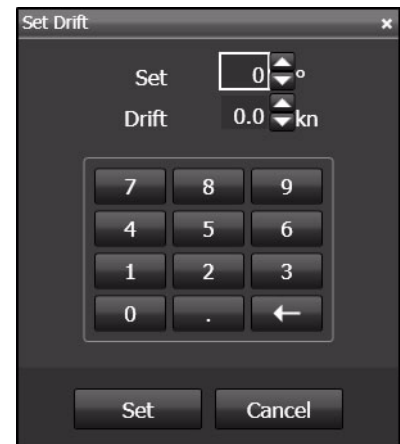 Set Drift ×
Set 0 °
Drift 0.0 kn
7 8 9
4 5 6
1 2 3
0 . ←
Set Cancel